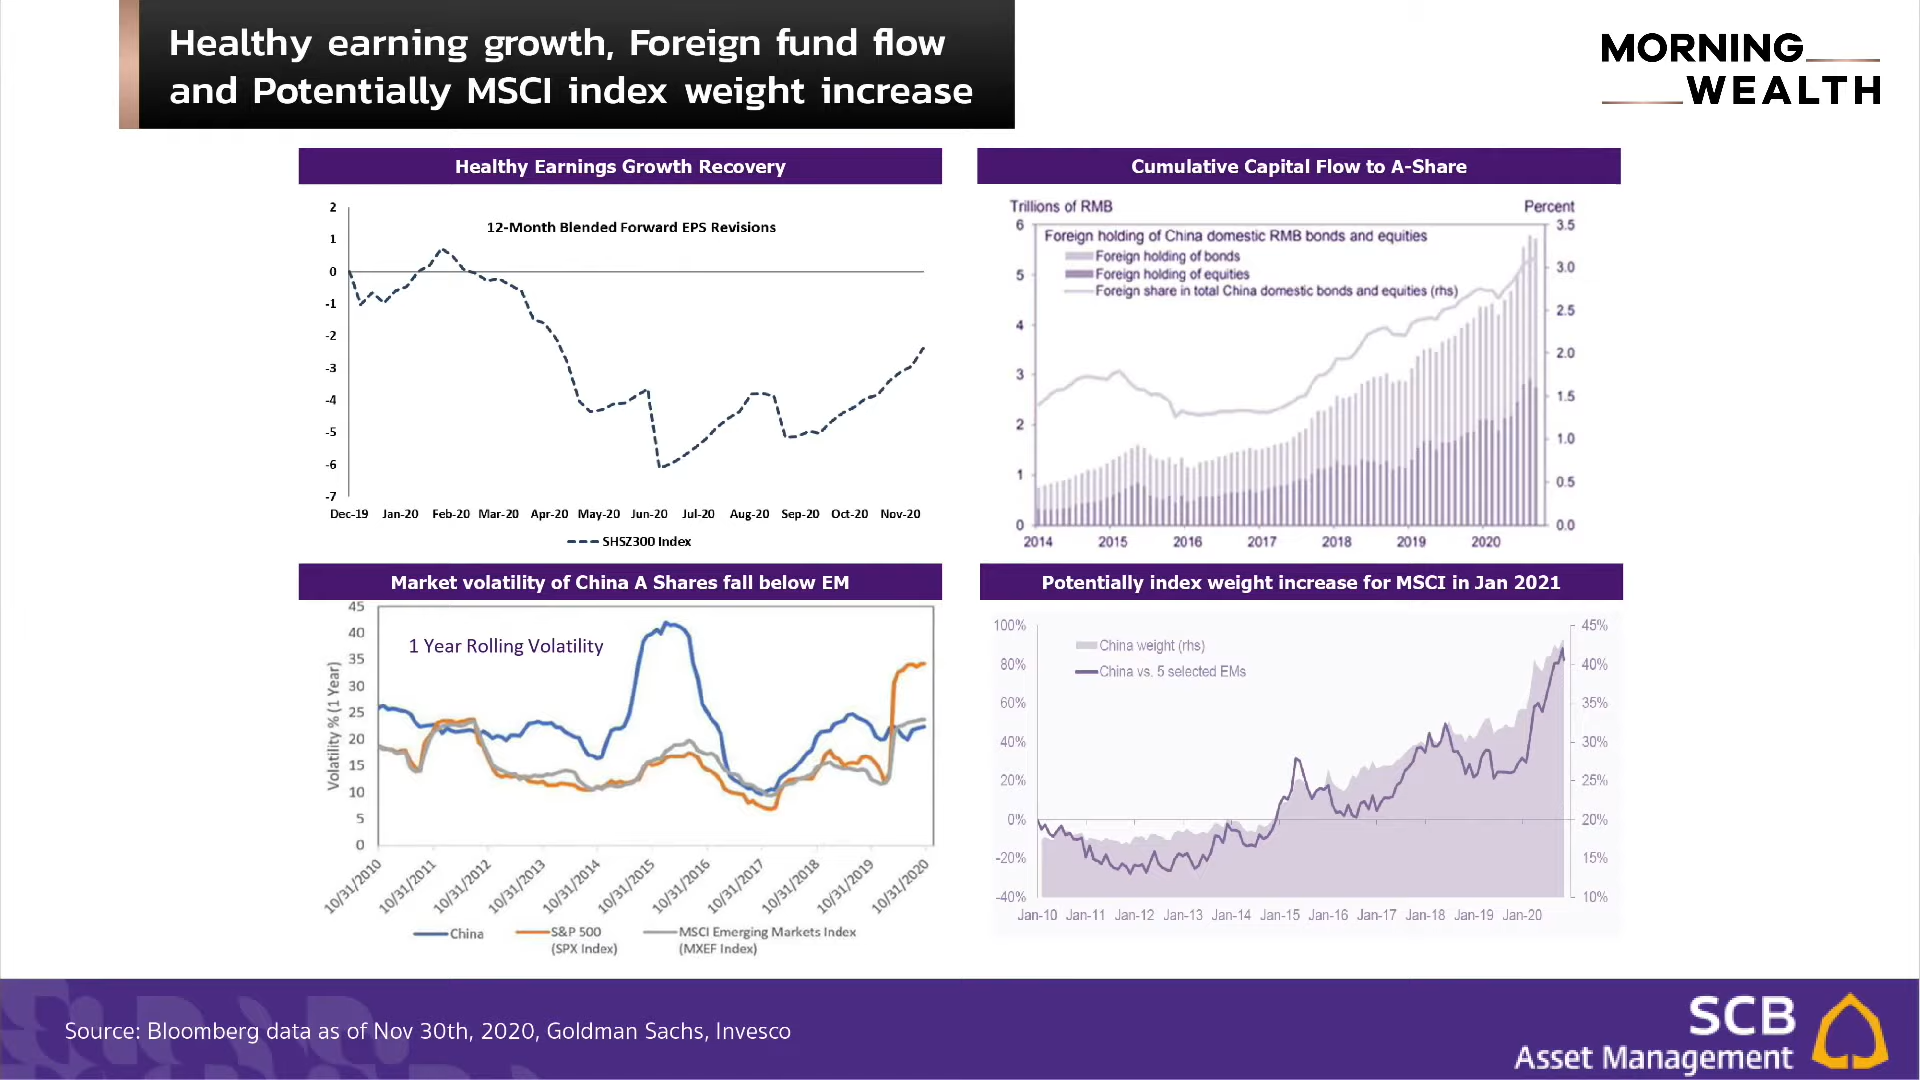 Healthy earning growth, Foreign fund flow
and Potentially MSCI index weight increase
MORNING
WEALTH
Healthy Earnings Growth Recovery
12-Month Blended Forward EPS Revisions
2
1
0
-1
-2
-3
-4
-5
-6
-7
Dec-19 Jan-20 Feb-20 Mar-20 Apr-20 May-20 Jun-20 Jul-20 Aug-20 Sep-20 Oct-20 Nov-20
SHSZ300 Index
Cumulative Capital Flow to A-Share
Trillions of RMB Percent
Foreign holding of China domestic RMB bonds and equities
Foreign holding of bonds
Foreign holding of equities
Foreign share in total China domestic bonds and equities (rhs)
6 3.5
3.0
5
2.5
4
2.0
3
1.5
2
1.0
1
0.5
0 0.0
2014 2015 2016 2017 2018 2019 2020
Market volatility of China A Shares fall below EM
1 Year Rolling Volatility
Volatility % (1 Year)
45
40
35
30
25
20
15
10
5
0
10/31/2010 10/31/2011 10/31/2012 10/31/2013 10/31/2014 10/31/2015 10/31/2016 10/31/2017 10/31/2018 10/31/2019 10/31/2020
China S&P 500 MSCI Emerging Markets Index
(SPX Index) (MXEF Index)
Potentially index weight increase for MSCI in Jan 2021
China weight (rhs)
China vs. 5 selected EMs
100% 45%
80% 40%
60% 35%
40% 30%
20% 25%
0% 20%
-20% 15%
-40% 10%
Jan-10 Jan-11 Jan-12 Jan-13 Jan-14 Jan-15 Jan-16 Jan-17 Jan-18 Jan-19 Jan-20
Source: Bloomberg data as of Nov 30th, 2020, Goldman Sachs, Invesco
SCB
Asset Management